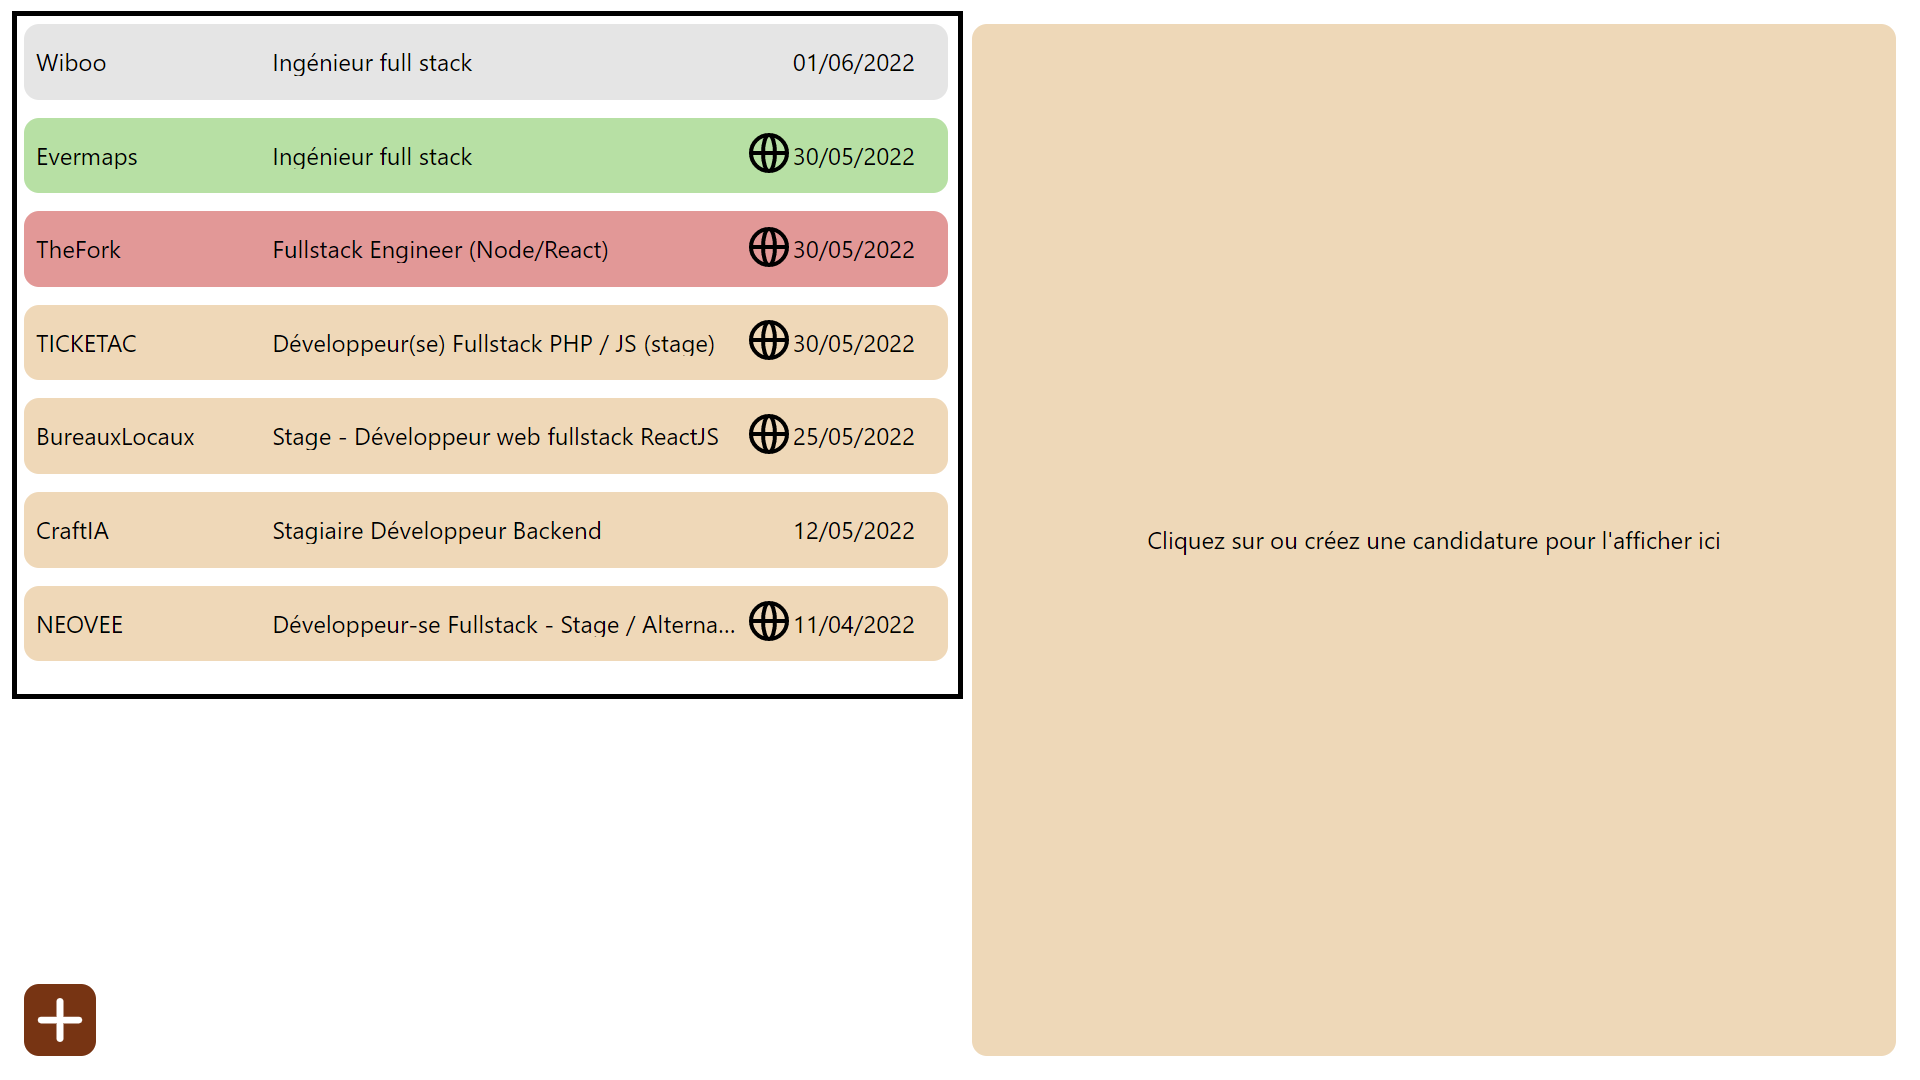 Wiboo Ingénieur full stack 01/06/2022
Evermaps Ingénieur full stack 30/05/2022
TheFork Fullstack Engineer (Node/React) 30/05/2022
TICKETAC Développeur(se) Fullstack PHP / JS (stage) 30/05/2022
BureauxLocaux Stage - Développeur web fullstack ReactJS 25/05/2022
CraftIA Stagiaire Développeur Backend 12/05/2022
NEOVEE Développeur-se Fullstack - Stage / Alterna... 11/04/2022
Cliquez sur ou créez une candidature pour l'afficher ici